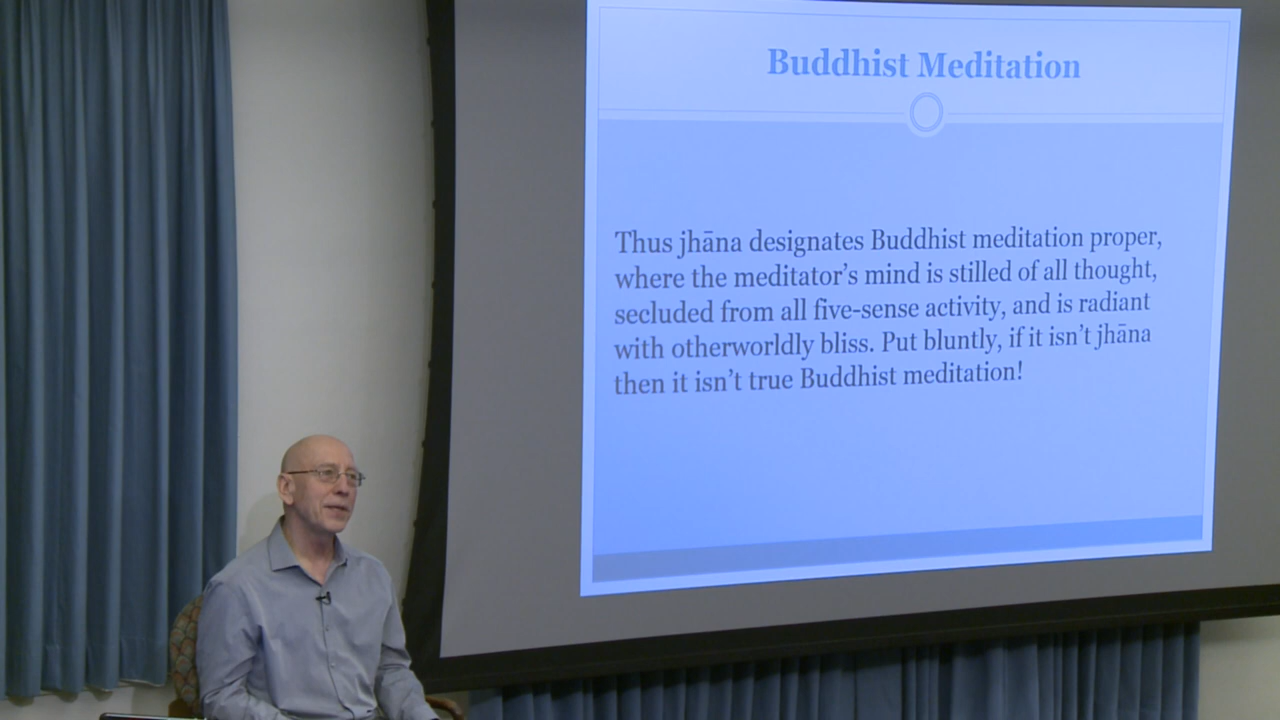 Buddhist Meditation
Thus jhāna designates Buddhist meditation proper,
where the meditator’s mind is stilled of all thought,
secluded from all five-sense activity, and is radiant
with otherworldly bliss. Put bluntly, if it isn’t jhāna
then it isn’t true Buddhist meditation!